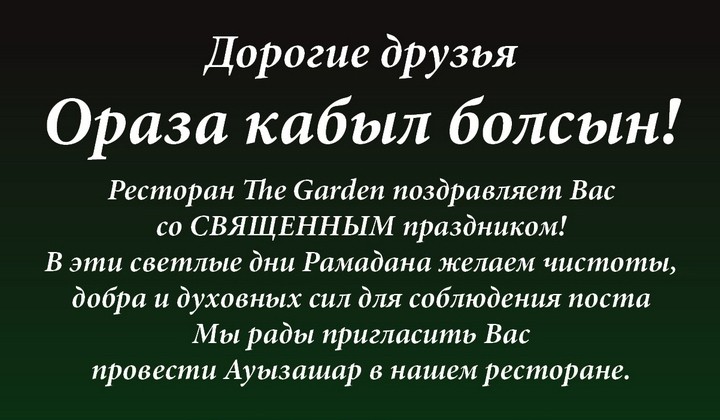 Дорогие друзья
Ораза кабыл болсын!
Ресторан The Garden поздравляет Вас
со СВЯЩЕННЫМ праздником!
В эти светлые дни Рамадана желаем чистоты,
добра и духовных сил для соблюдения поста
Мы рады пригласить Вас
провести Ауызашар в нашем ресторане.